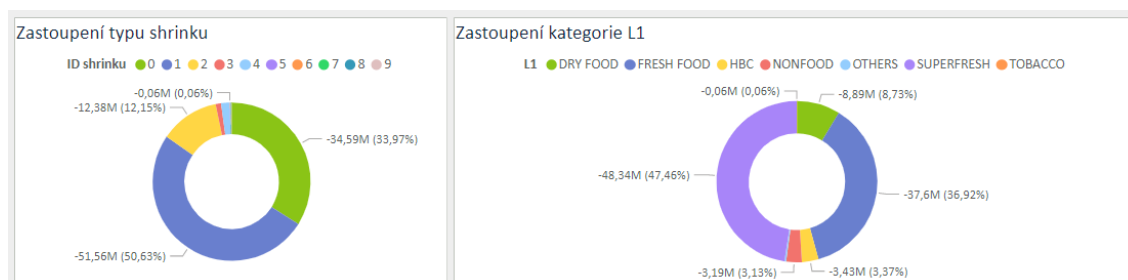 Zastoupení typu shrinku
ID shrinku 0 1 2 3 4 5 6 7 8 9
-0,06M (0,06%)
-12,38M (12,15%)
-34,59M (33,97%)
-51,56M (50,63%)
Zastoupení kategorie L1
L1 DRY FOOD FRESH FOOD HBC NONFOOD OTHERS SUPERFRESH TOBACCO
-0,06M (0,06%)
-8,89M (8,73%)
-48,34M (47,46%)
-37,6M (36,92%)
-3,19M (3,13%)
-3,43M (3,37%)